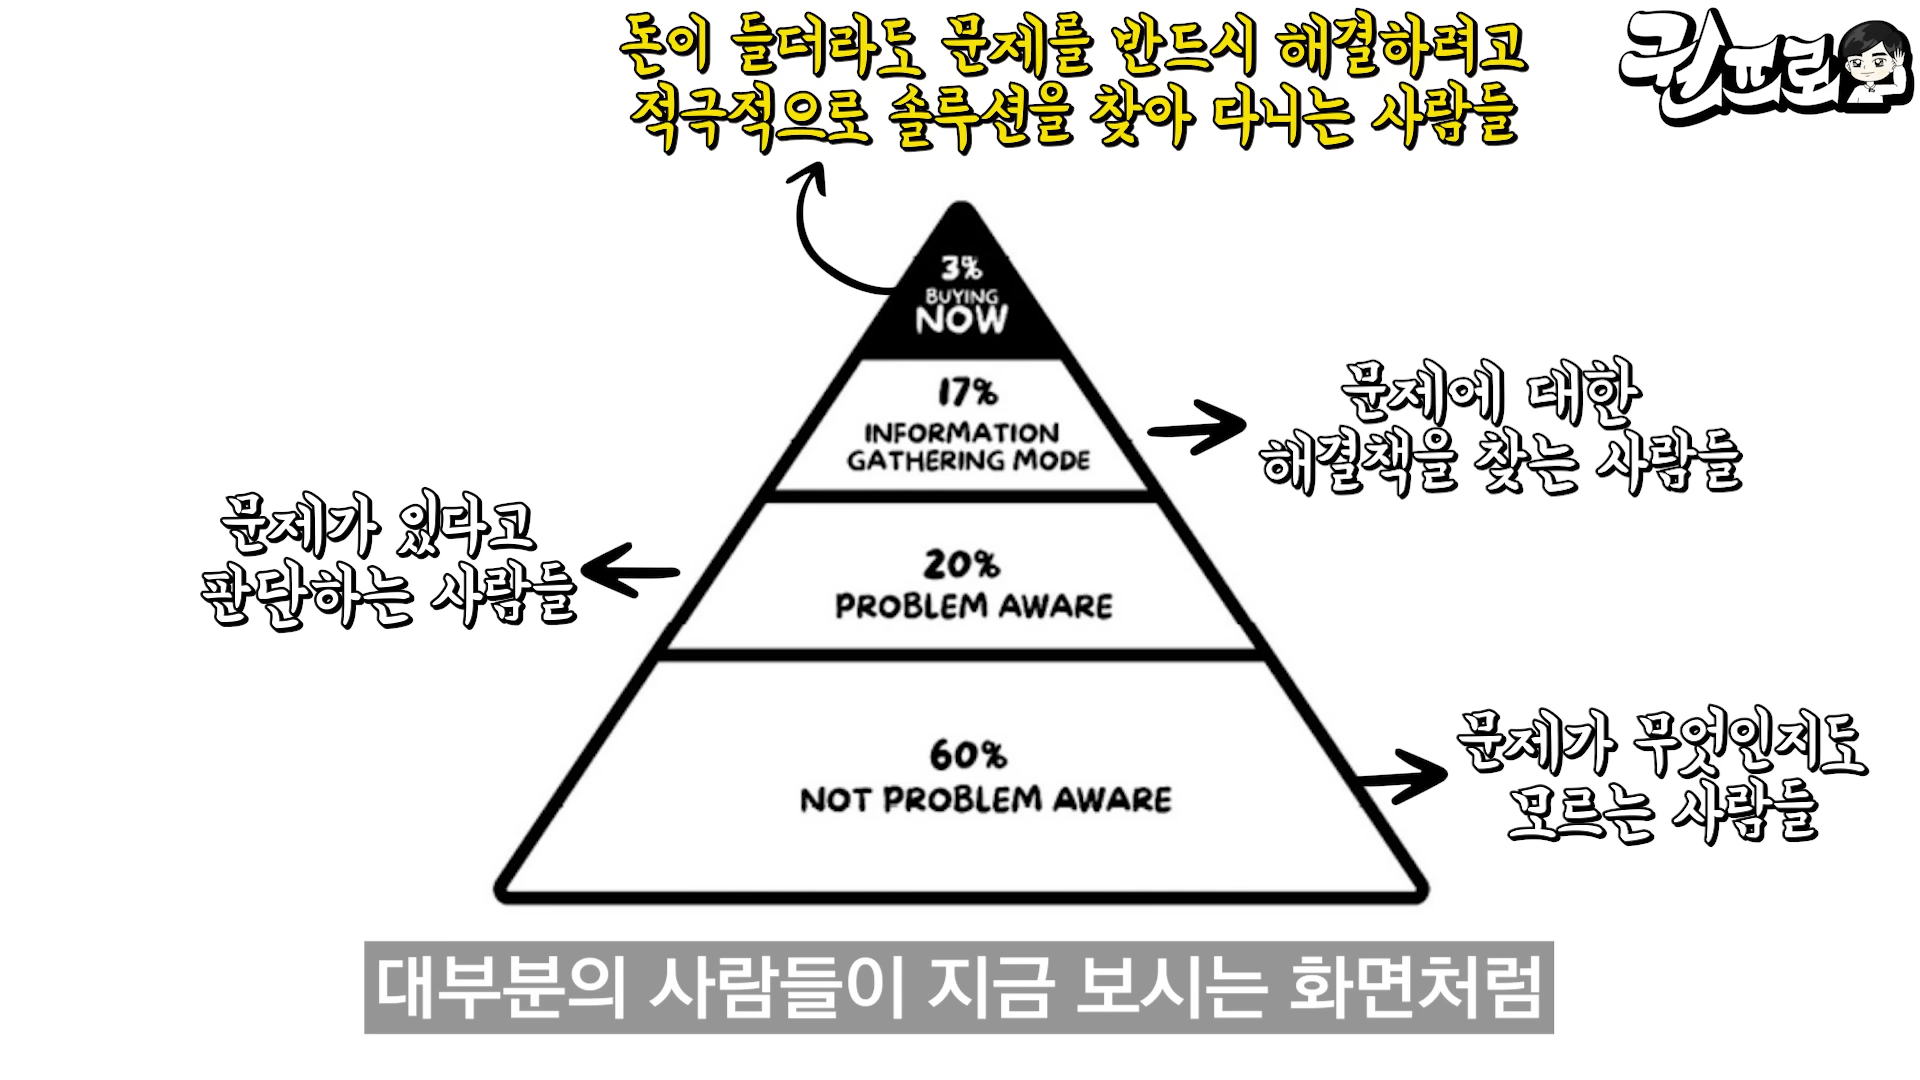 돈이 들더라도 문제를 반드시 해결하려고
적극적으로 솔루션을 찾아 다니는 사람들
퀀프로
3%
BUYING
NOW
17%
INFORMATION
GATHERING MODE
문제에 대한
해결책을 찾는 사람들
문제가 있다고
판단하는 사람들
20%
PROBLEM AWARE
60%
NOT PROBLEM AWARE
문제가 무엇인지도
모르는 사람들
대부분의 사람들이 지금 보시는 화면처럼